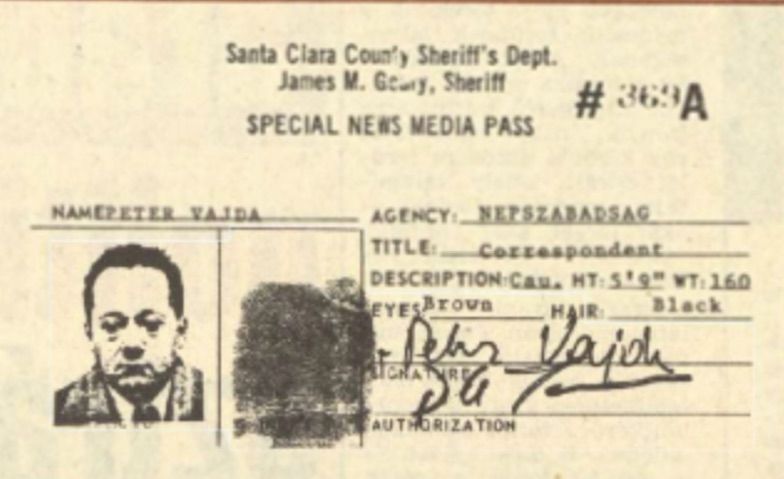 Santa Clara County Sheriff's Dept.
James M. Geary, Sheriff
# 369A
SPECIAL NEWS MEDIA PASS
NAME PETER VAJDA
AGENCY: NEPSZABADSAG
TITLE: Correspondent
DESCRIPTION: Cau. HT: 5'9" WT: 160
EYES Brown HAIR: Black
Peter Vajda
SIGNATURE
AUTHORIZATION